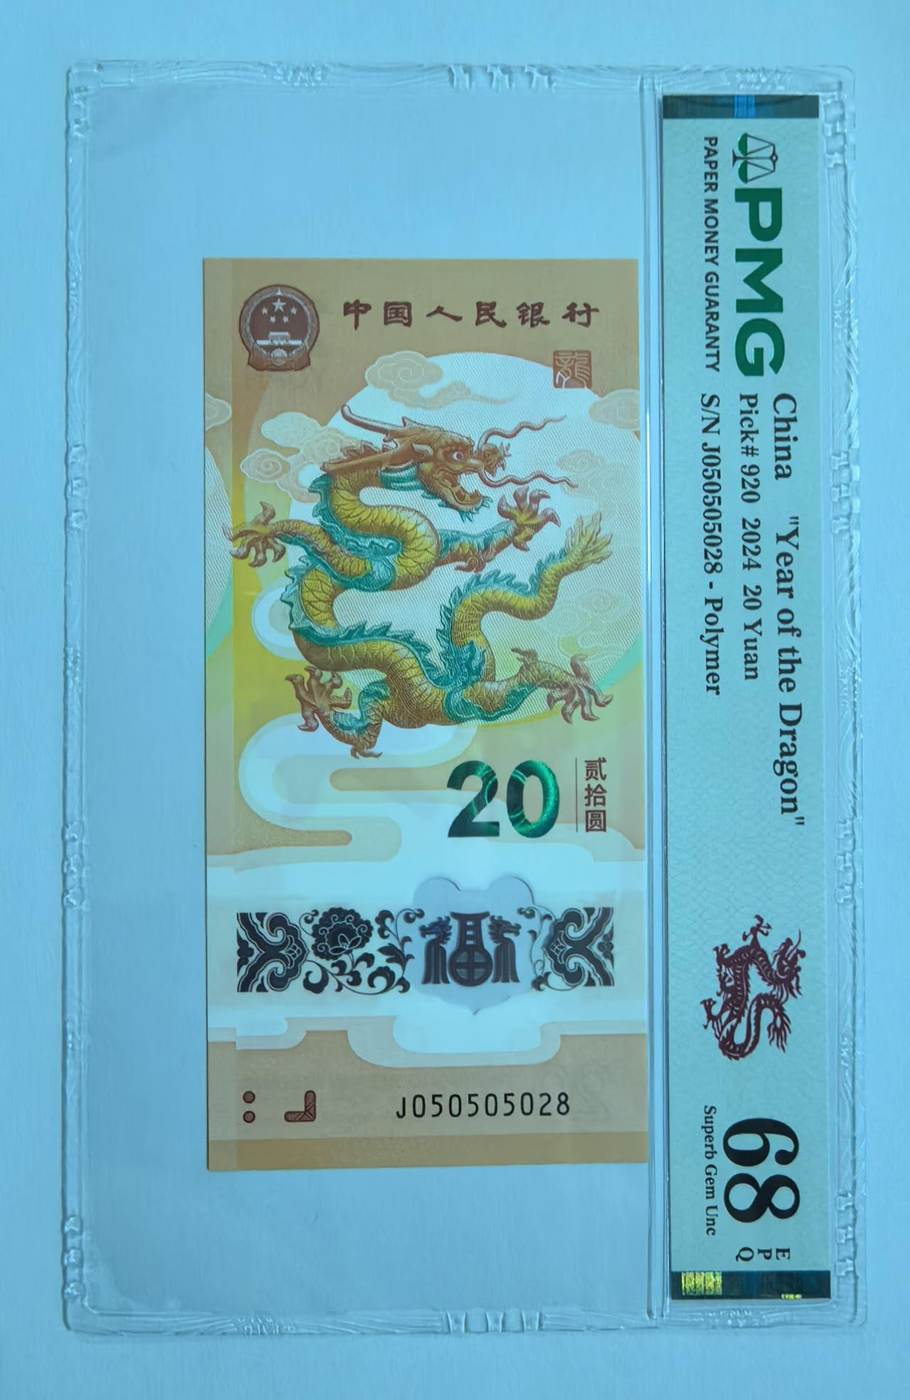 中国人民银行
龍
20
贰拾圆
J050505028
PMG
PAPER MONEY GUARANTY
China "Year of the Dragon"
Pick# 920 2024 20 Yuan
S/N J050505028 - Polymer
68
EPQ
Superb Gem Unc